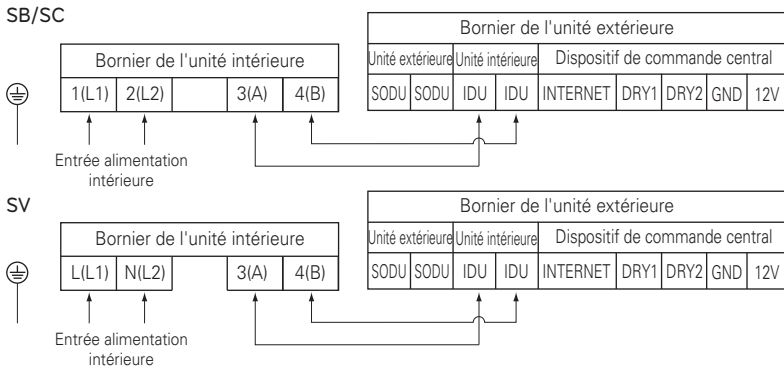 SB/SC
Bornier de l'unité extérieure
Bornier de l'unité intérieure
Unité extérieure Unité intérieure Dispositif de commande central
1(L1) 2(L2) 3(A) 4(B)
SODU SODU IDU IDU INTERNET DRY1 DRY2 GND 12V
Entrée alimentation
intérieure
SV
Bornier de l'unité extérieure
Bornier de l'unité intérieure
Unité extérieure Unité intérieure Dispositif de commande central
L(L1) N(L2) 3(A) 4(B)
SODU SODU IDU IDU INTERNET DRY1 DRY2 GND 12V
Entrée alimentation
intérieure